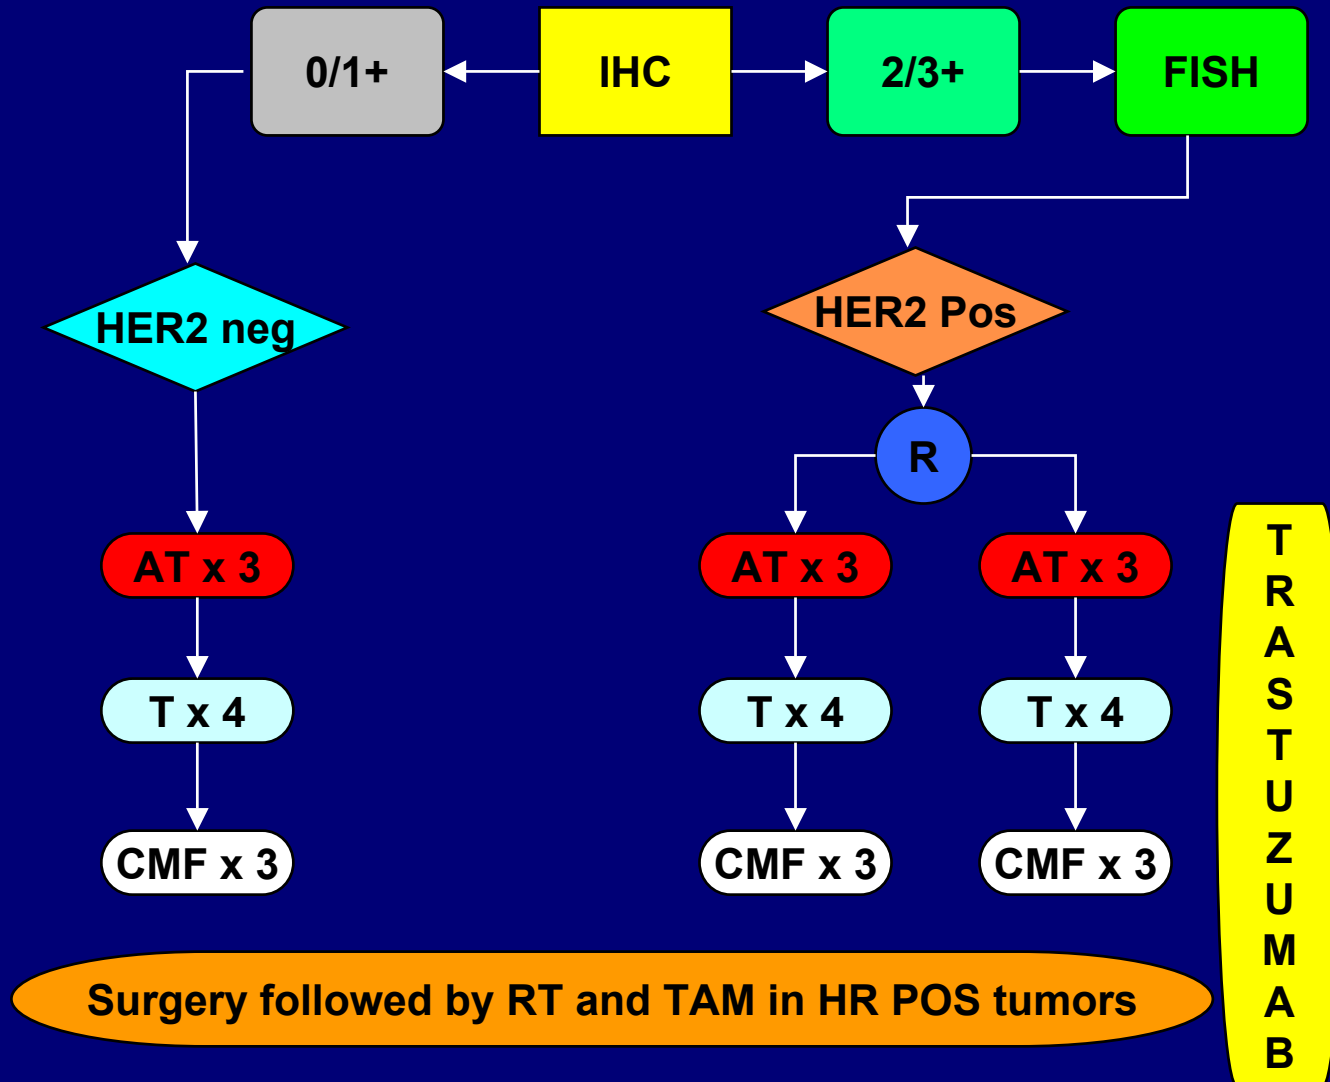 0/1+
IHC
2/3+
FISH
HER2 neg
HER2 Pos
R
AT x 3
AT x 3
AT x 3
T x 4
T x 4
T x 4
CMF x 3
CMF x 3
CMF x 3
Surgery followed by RT and TAM in HR POS tumors
T
R
A
S
T
U
Z
U
M
A
B